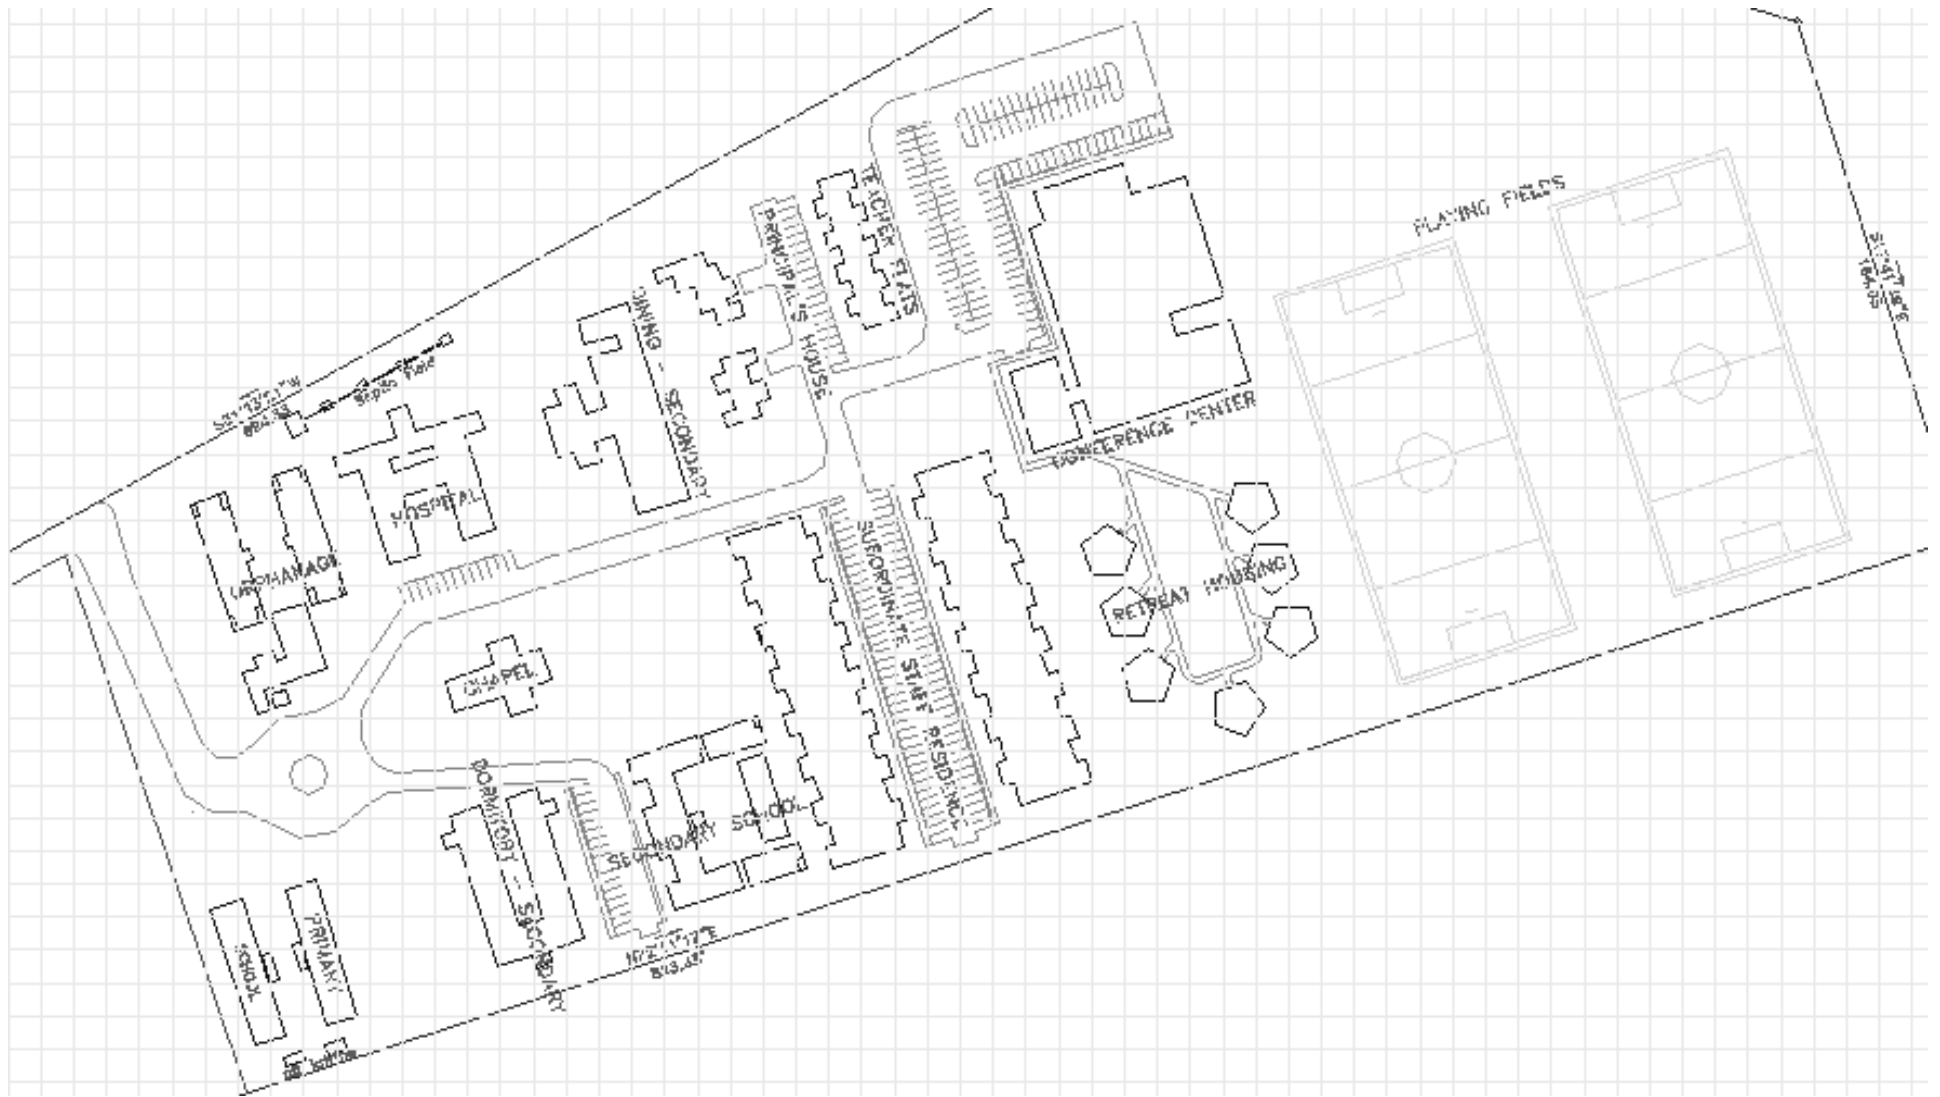 PLAYING FIELDS
TEACHER FLATS
PRINCIPAL'S HOUSE
DINING - SECONDARY
Septic Field
HOSPITAL
CONFERENCE CENTER
RETREAT HOUSING
SUBORDINATE STAFF RESIDENCE
CHAPEL
DORMITORY - SECONDARY
SECONDARY SCHOOL
PRIMARY
SCHOOL